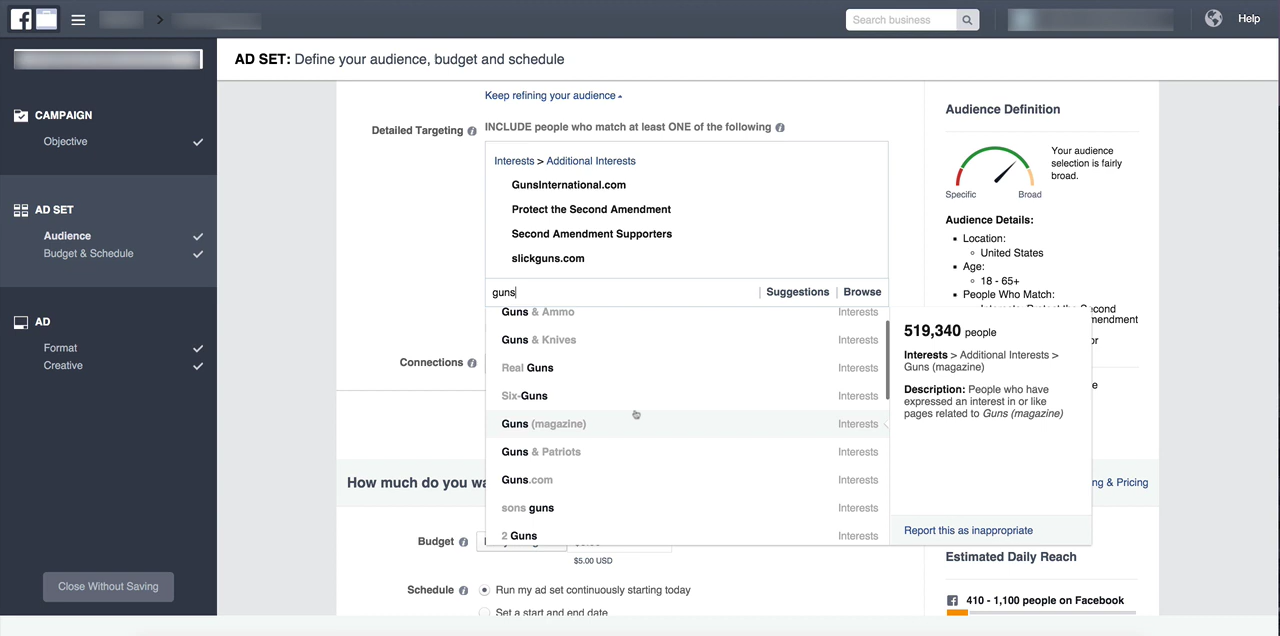 f
>
Search business
Help
AD SET: Define your audience, budget and schedule
CAMPAIGN
Objective
AD SET
Audience
Budget & Schedule
AD
Format
Creative
Close Without Saving
Keep refining your audience
Detailed Targeting i INCLUDE people who match at least ONE of the following i
Interests > Additional Interests
GunsInternational.com
Protect the Second Amendment
Second Amendment Supporters
slickguns.com
guns | Suggestions | Browse
Guns & Ammo Interests
Guns & Knives Interests
Real Guns Interests
Six-Guns Interests
Guns (magazine) Interests
Guns & Patriots Interests
Guns.com Interests
sons guns Interests
2 Guns Interests
Connections i
519,340 people
Interests > Additional Interests >
Guns (magazine)
Description: People who have
expressed an interest in or like
pages related to Guns (magazine)
Report this as inappropriate
How much do you wa
ng & Pricing
Budget i
$5.00 USD
Schedule i Run my ad set continuously starting today
Set a start and end date
Audience Definition
Your audience
selection is fairly
broad.
Specific Broad
Audience Details:
Location:
United States
Age:
18 - 65+
People Who Match:
Interests: Protect the Second
mendment
or
e
Estimated Daily Reach
410 - 1,100 people on Facebook